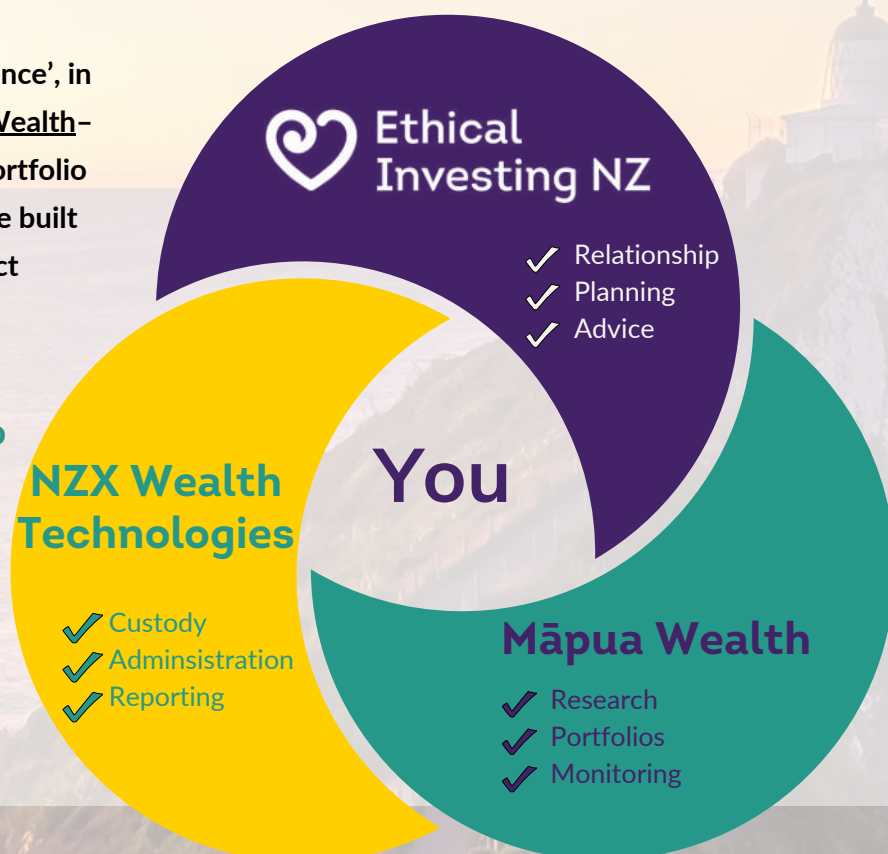 nce’, in
Wealth–
ortfolio
e built
ct
Ethical
Investing NZ
Relationship
Planning
Advice
You
NZX Wealth
Technologies
Custody
Adminsistration
Reporting
Māpua Wealth
Research
Portfolios
Monitoring